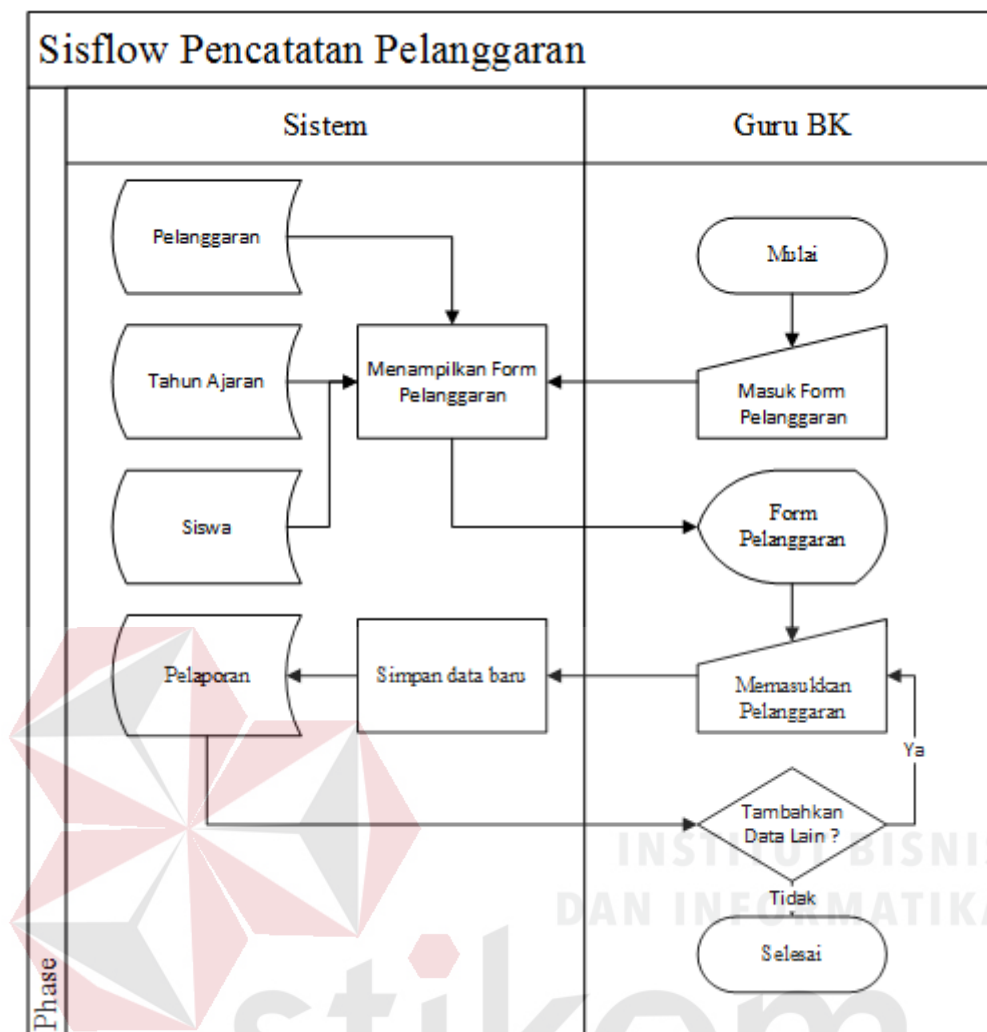 Sisflow Pencatatan Pelanggaran
Sistem
Guru BK
Pelanggaran
Mulai
Tahun Ajaran
Menampilkan Form
Pelanggaran
Masuk Form
Pelanggaran
Siswa
Form
Pelanggaran
Pelaporan
Simpan data baru
Memasukkan
Pelanggaran
Ya
Tambahkan
Data Lain ?
INSTITUT BISNIS
DAN INFORMATIKA
Tidak
Selesai
stikom
Phase